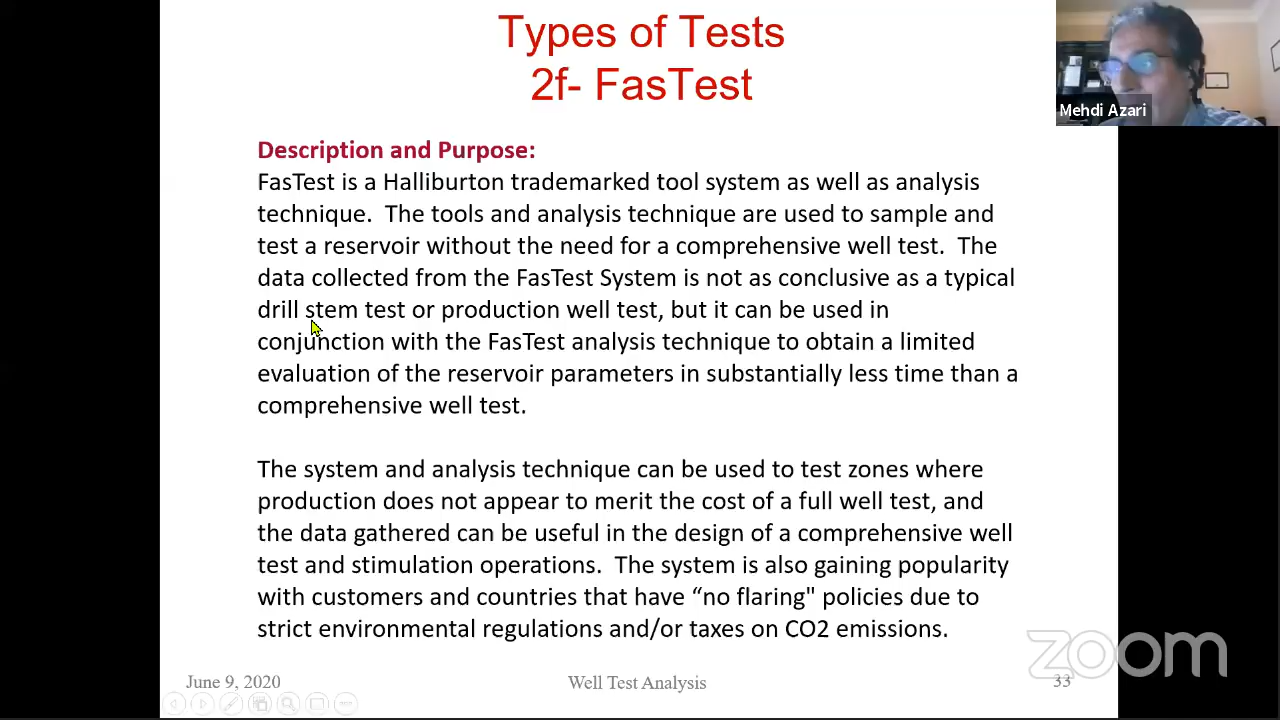 Types of Tests
2f- FasTest
Mehdi Azari
Description and Purpose:
FasTest is a Halliburton trademarked tool system as well as analysis
technique.  The tools and analysis technique are used to sample and
test a reservoir without the need for a comprehensive well test.  The
data collected from the FasTest System is not as conclusive as a typical
drill stem test or production well test, but it can be used in
conjunction with the FasTest analysis technique to obtain a limited
evaluation of the reservoir parameters in substantially less time than a
comprehensive well test.
The system and analysis technique can be used to test zones where
production does not appear to merit the cost of a full well test, and
the data gathered can be useful in the design of a comprehensive well
test and stimulation operations.  The system is also gaining popularity
with customers and countries that have “no flaring" policies due to
strict environmental regulations and/or taxes on CO2 emissions.
zoom
June 9, 2020
Well Test Analysis
33